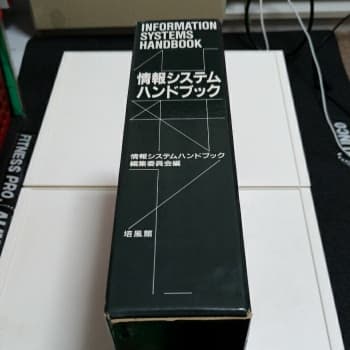 INFORMATION
SYSTEMS
HANDBOOK
情報システム
ハンドブック
情報システムハンドブック
編集委員会編
培風館
FITNESS PRO.